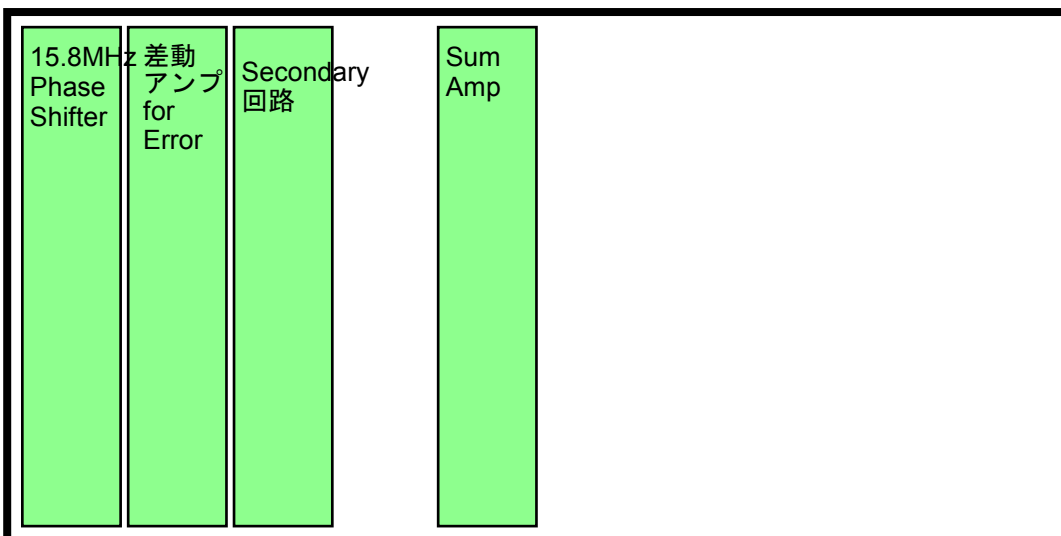 15.8MHz
Phase
Shifter
差動
アンプ
for
Error
Secondary
回路
Sum
Amp